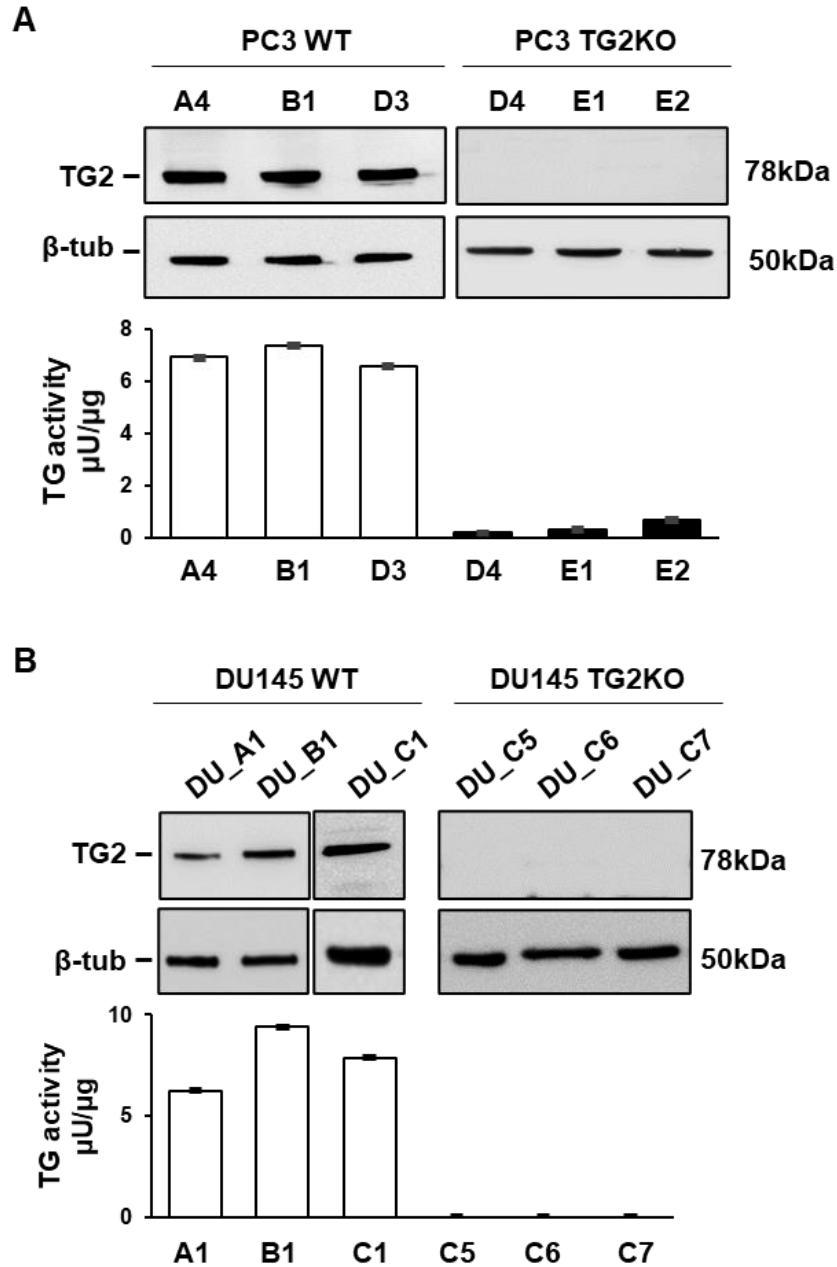 A
PC3 WT PC3 TG2KO
A4 B1 D3 D4 E1 E2
TG2 78kDa
β-tub 50kDa
8
6
4
2
0
TG activity
µU/µg
A4 B1 D3 D4 E1 E2
B
DU145 WT DU145 TG2KO
DU_A1 DU_B1 DU_C1 DU_C5 DU_C6 DU_C7
TG2 78kDa
β-tub 50kDa
10
5
0
TG activity
µU/µg
A1 B1 C1 C5 C6 C7